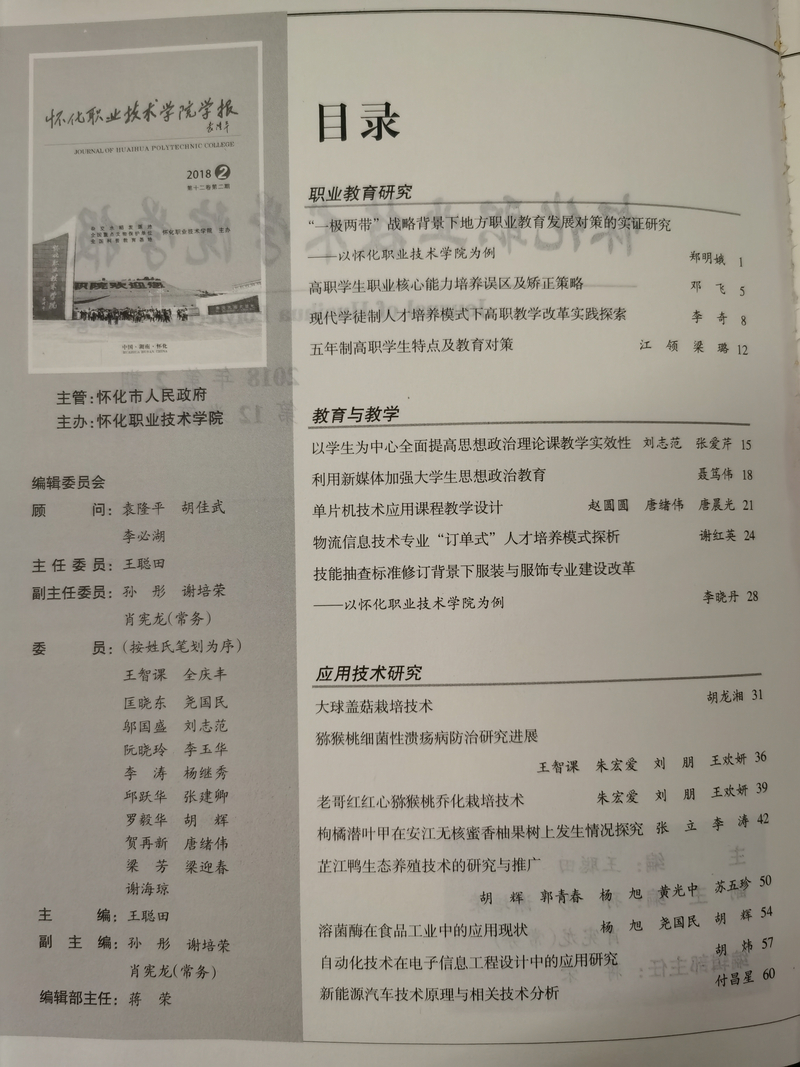 怀化职业技术学院学报
JOURNAL OF HUAIHUA POLYTECHNIC COLLEGE
2018 2
第十二卷第二期
怀化职业技术学院 主办
中国·湖南·怀化
主管：怀化市人民政府
主办：怀化职业技术学院
编辑委员会
顾 问：袁隆平 胡佳武
李必湖
主任委员：王聪田
副主任委员：孙 彤 谢培荣
肖宪龙（常务）
委 员：（按姓氏笔划为序）
王智课 全庆丰
匡晓东 尧国民
邬国盛 刘志范
阮晓玲 李玉华
李 涛 杨继秀
邱跃华 张建卿
罗毅华 胡 辉
贺再新 唐绪伟
梁 芳 梁迎春
谢海琼
主 编：王聪田
副 主 编：孙 彤 谢培荣
肖宪龙（常务）
编辑部主任：蒋 荣
目录
职业教育研究
“一极两带”战略背景下地方职业教育发展对策的实证研究
——以怀化职业技术学院为例 郑明娥 1
高职学生职业核心能力培养误区及矫正策略 邓 飞 5
现代学徒制人才培养模式下高职教学改革实践探索 李 奇 8
五年制高职学生特点及教育对策 江 领 梁 璐 12
教育与教学
以学生为中心全面提高思想政治理论课教学实效性 刘志范 张爱芹 15
利用新媒体加强大学生思想政治教育 聂笃伟 18
单片机技术应用课程教学设计 赵圆圆 唐绪伟 唐晨光 21
物流信息技术专业“订单式”人才培养模式探析 谢红英 24
技能抽查标准修订背景下服装与服饰专业建设改革
——以怀化职业技术学院为例 李晓丹 28
应用技术研究
大球盖菇栽培技术 胡龙湘 31
猕猴桃细菌性溃疡病防治研究进展
王智课 朱宏爱 刘 朋 王欢妍 36
老哥红红心猕猴桃乔化栽培技术 朱宏爱 刘 朋 王欢妍 39
枸橘潜叶甲在安江无核蜜香柚果树上发生情况探究 张 立 李 涛 42
芷江鸭生态养殖技术的研究与推广
胡 辉 郭青春 杨 旭 黄光中 苏五珍 50
溶菌酶在食品工业中的应用现状 杨 旭 尧国民 胡 辉 54
自动化技术在电子信息工程设计中的应用研究 胡 炜 57
新能源汽车技术原理与相关技术分析 付昌星 60